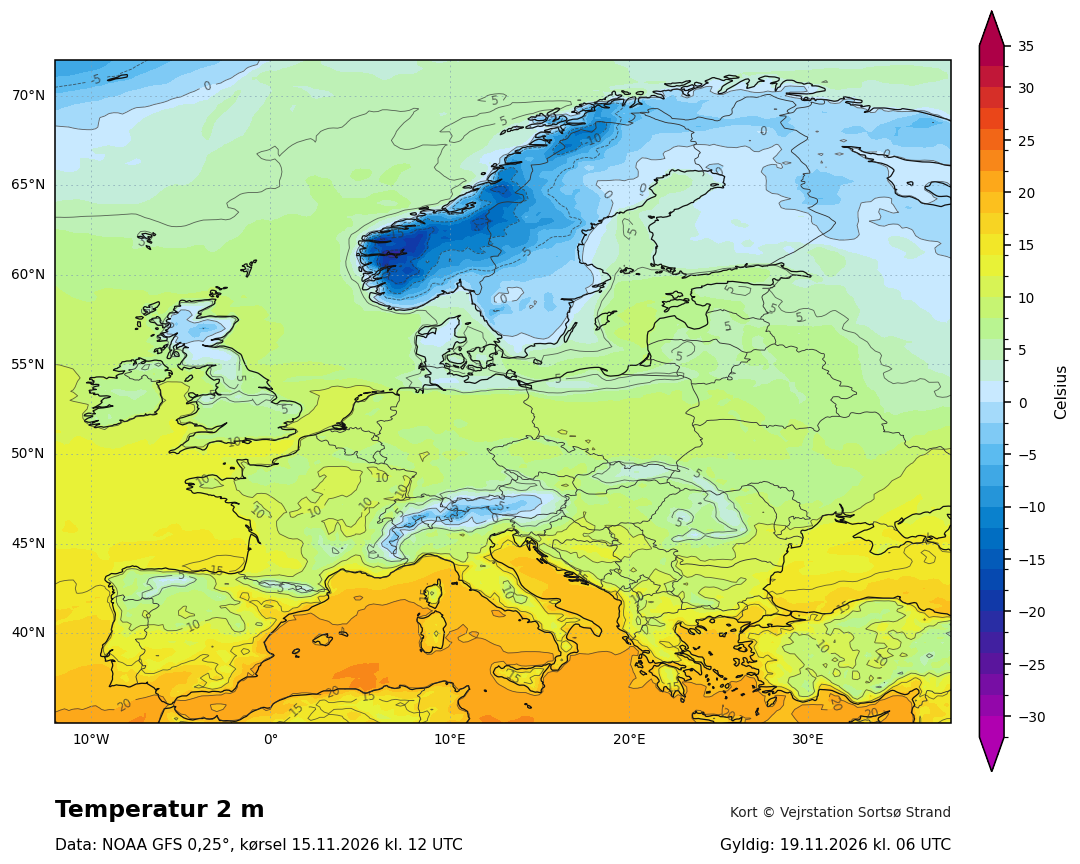 70°N
65°N
60°N
55°N
50°N
45°N
40°N
10°W
0°
10°E
20°E
30°E
35
30
25
20
15
10
5
0
−5
−10
−15
−20
−25
−30
Celsius
Temperatur 2 m
Kort © Vejrstation Sortsø Strand
Data: NOAA GFS 0,25°, kørsel 15.11.2026 kl. 12 UTC
Gyldig: 19.11.2026 kl. 06 UTC